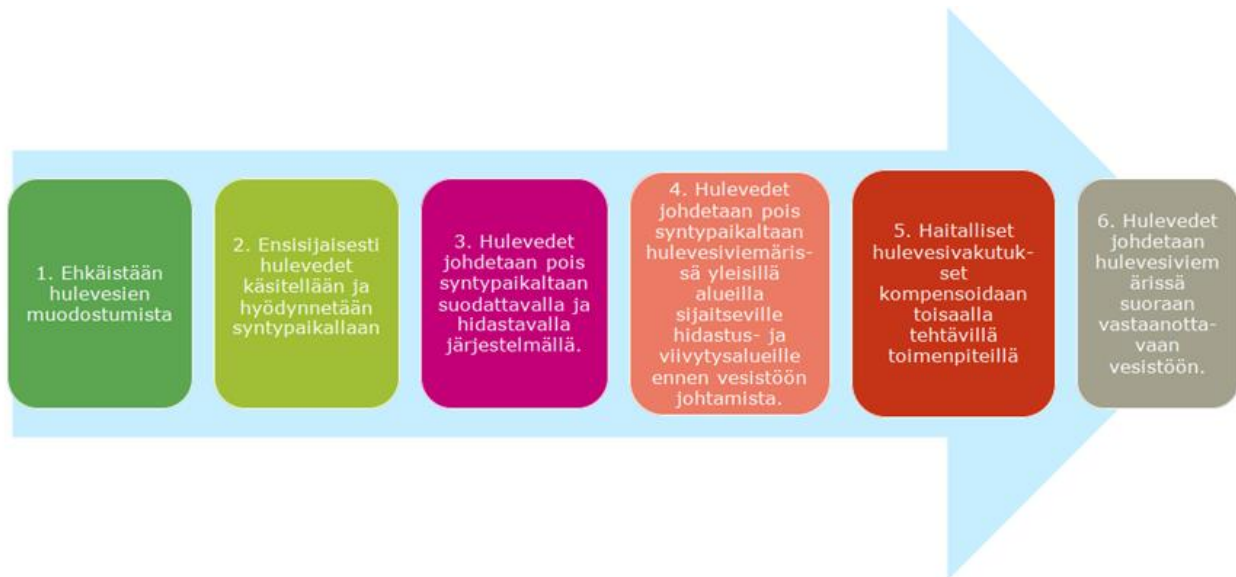 1. Ehkäistään
hulevesien
muodostumista
2. Ensisijaisesti
hulevedet
käsitellään ja
hyödynnetään
syntypaikallaan
3. Hulevedet
johdetaan pois
syntypaikaltaan
suodattavalla ja
hidastavalla
järjestelmällä.
4. Hulevedet
johdetaan pois
syntypaikaltaan
hulevesiviemäris-
sä yleisillä
alueilla
sijaitseville
hidastus- ja
viivytysalueille
ennen vesistöön
johtamista.
5. Haitalliset
hulevesivakutuk-
set
kompensoidaan
toisaalla
tehtävillä
toimenpiteillä
6. Hulevedet
johdetaan
hulevesiviem
ärissä
suoraan
vastaanotta-
vaan
vesistöön.